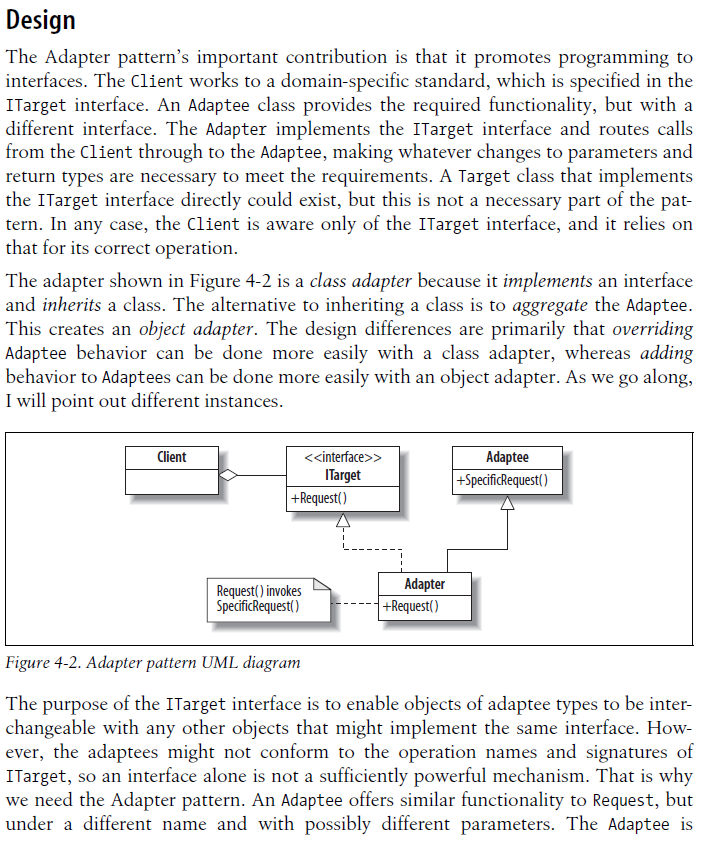 Design
The Adapter pattern’s important contribution is that it promotes programming to
interfaces. The Client works to a domain-specific standard, which is specified in the
ITarget interface. An Adaptee class provides the required functionality, but with a
different interface. The Adapter implements the ITarget interface and routes calls
from the Client through to the Adaptee, making whatever changes to parameters and
return types are necessary to meet the requirements. A Target class that implements
the ITarget interface directly could exist, but this is not a necessary part of the pat-
tern. In any case, the Client is aware only of the ITarget interface, and it relies on
that for its correct operation.
The adapter shown in Figure 4-2 is a class adapter because it implements an interface
and inherits a class. The alternative to inheriting a class is to aggregate the Adaptee.
This creates an object adapter. The design differences are primarily that overriding
Adaptee behavior can be done more easily with a class adapter, whereas adding
behavior to Adaptees can be done more easily with an object adapter. As we go along,
I will point out different instances.
Client
<<interface>>
ITarget
+Request()
Adaptee
+SpecificRequest()
Request() invokes
SpecificRequest()
Adapter
+Request()
Figure 4-2. Adapter pattern UML diagram
The purpose of the ITarget interface is to enable objects of adaptee types to be inter-
changeable with any other objects that might implement the same interface. How-
ever, the adaptees might not conform to the operation names and signatures of
ITarget, so an interface alone is not a sufficiently powerful mechanism. That is why
we need the Adapter pattern. An Adaptee offers similar functionality to Request, but
under a different name and with possibly different parameters. The Adaptee is